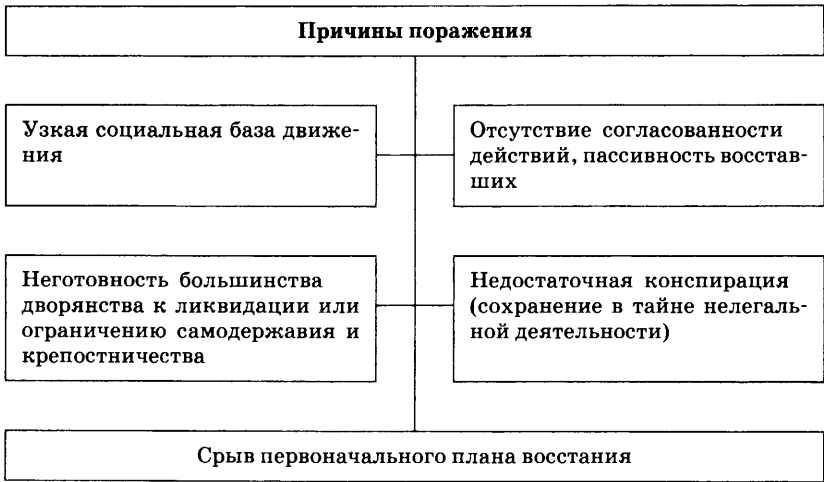 Причины поражения
Узкая социальная база движе-
ния
Отсутствие согласованности
действий, пассивность восстав-
ших
Неготовность большинства
дворянства к ликвидации или
ограничению самодержавия и
крепостничества
Недостаточная конспирация
(сохранение в тайне нелегаль-
ной деятельности)
Срыв первоначального плана восстания